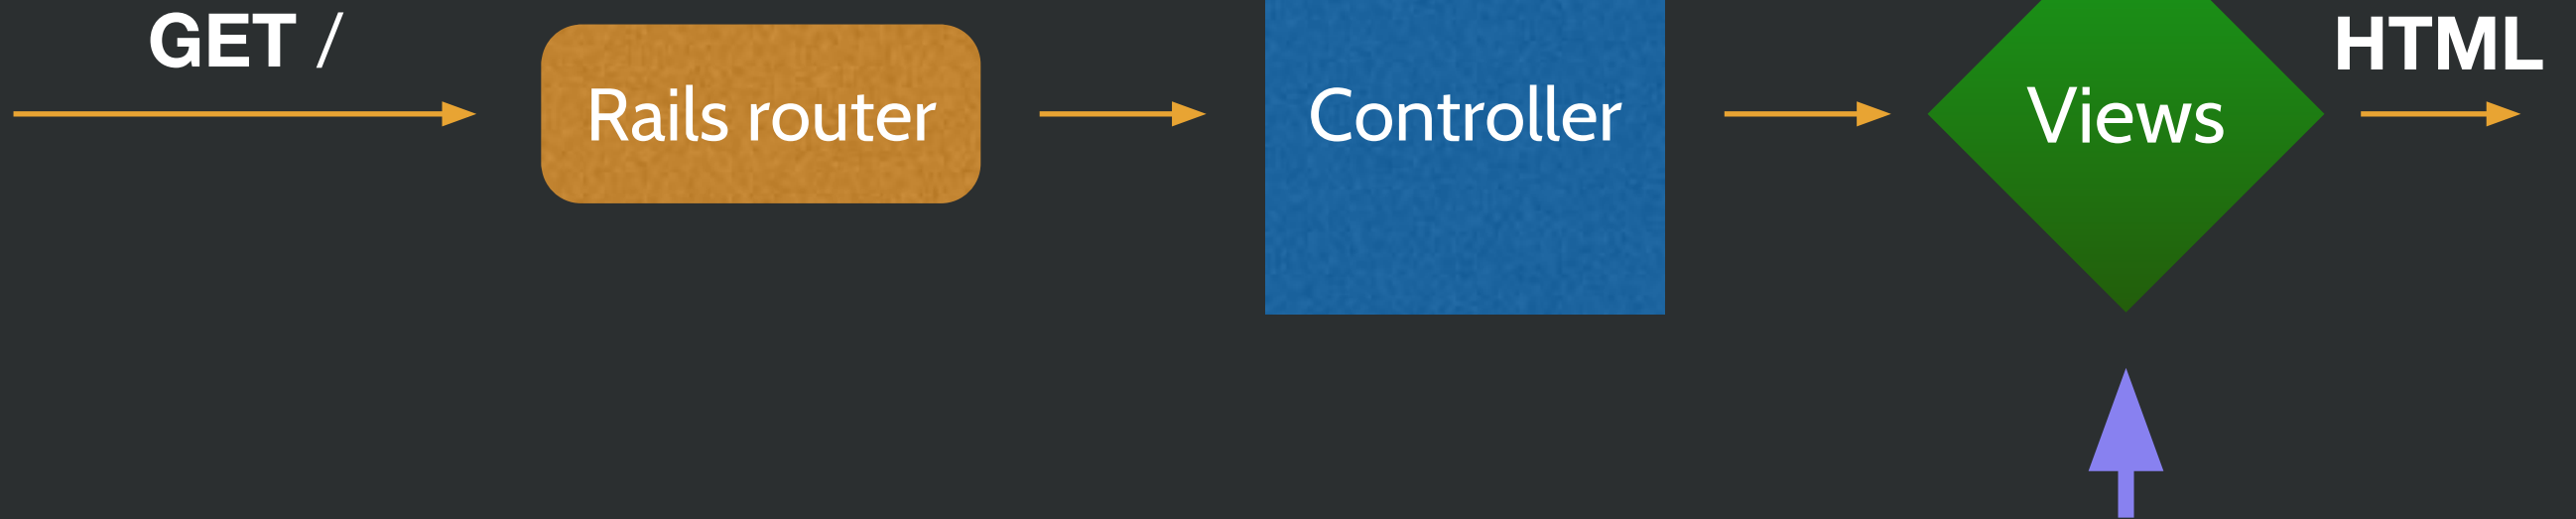 GET /
Rails router
Controller
Views
HTML